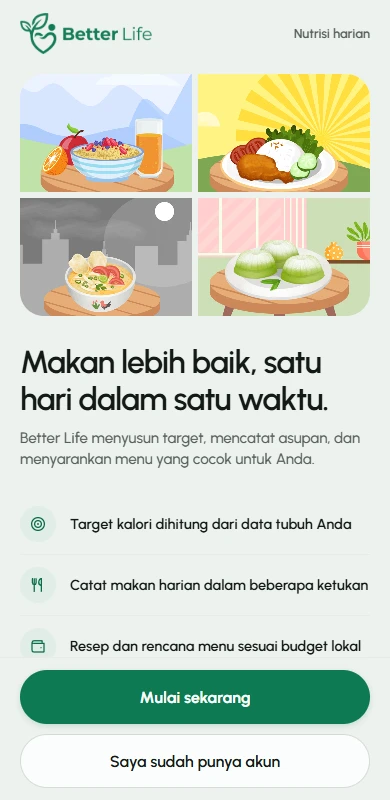 Better Life
Nutrisi harian
Makan lebih baik, satu
hari dalam satu waktu.
Better Life menyusun target, mencatat asupan, dan
menyarankan menu yang cocok untuk Anda.
Target kalori dihitung dari data tubuh Anda
Catat makan harian dalam beberapa ketukan
Resep dan rencana menu sesuai budget lokal
Mulai sekarang
Saya sudah punya akun